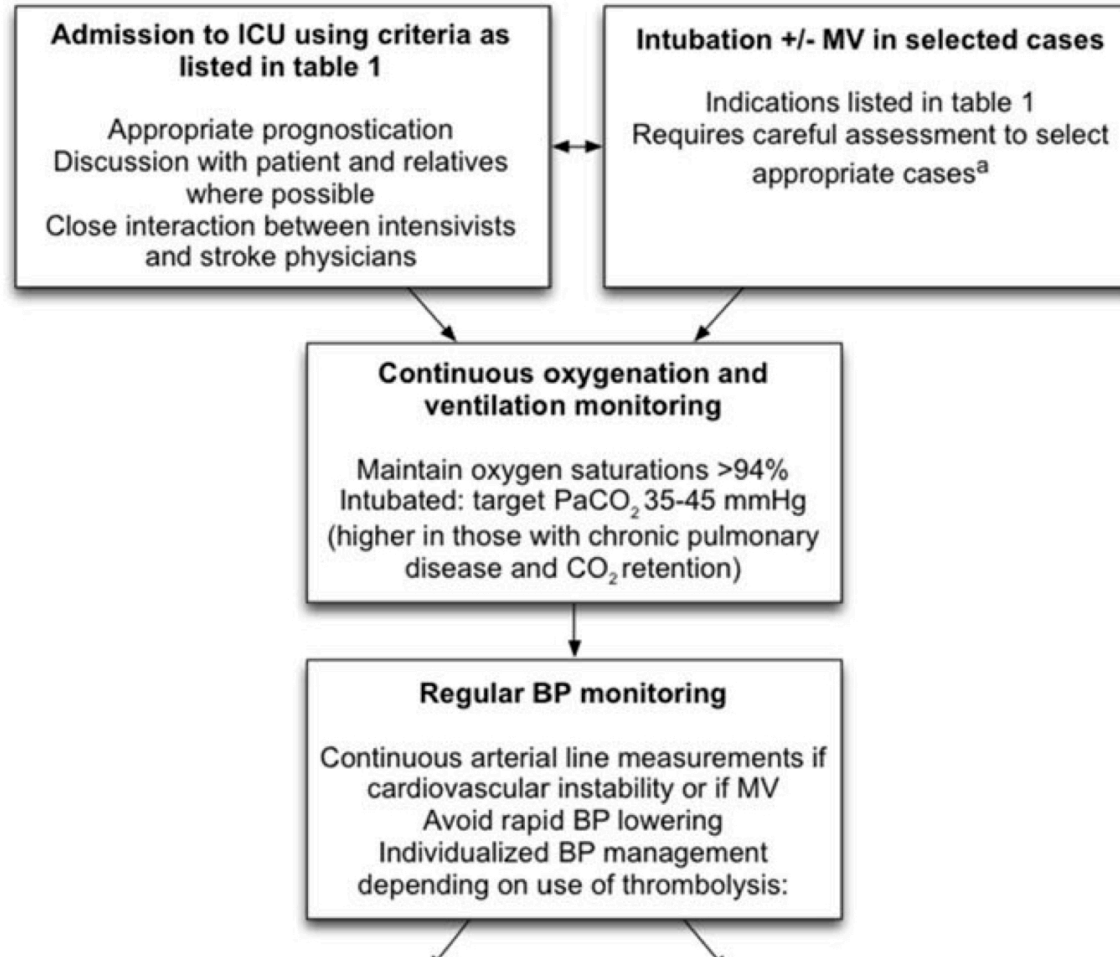 Admission to ICU using criteria as
listed in table 1
Appropriate prognostication
Discussion with patient and relatives
where possible
Close interaction between intensivists
and stroke physicians
Intubation +/- MV in selected cases
Indications listed in table 1
Requires careful assessment to select
appropriate casesᵃ
Continuous oxygenation and
ventilation monitoring
Maintain oxygen saturations >94%
Intubated: target PaCO₂ 35-45 mmHg
(higher in those with chronic pulmonary
disease and CO₂ retention)
Regular BP monitoring
Continuous arterial line measurements if
cardiovascular instability or if MV
Avoid rapid BP lowering
Individualized BP management
depending on use of thrombolysis: